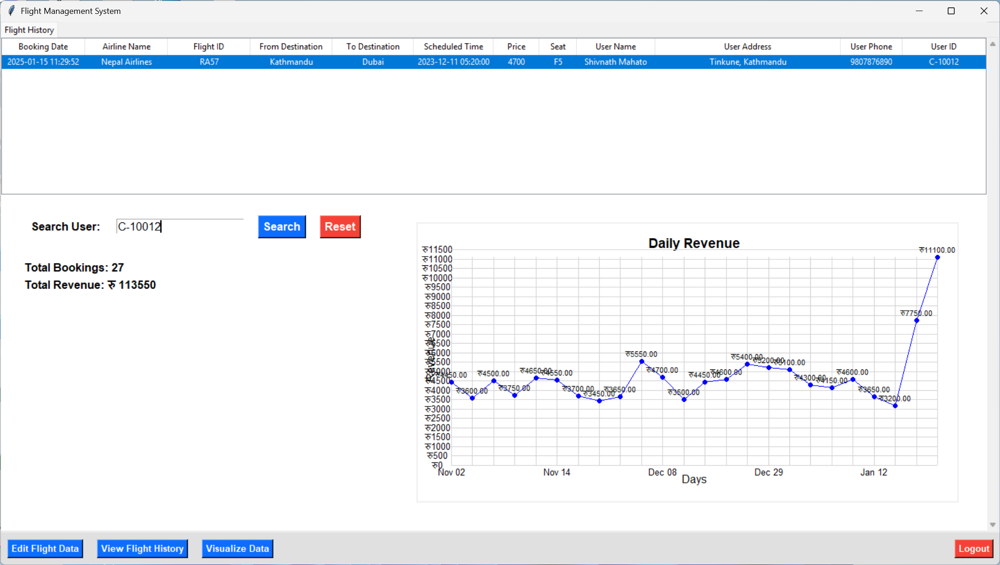 Flight Management System
Flight History
Booking Date Airline Name Flight ID From Destination To Destination Scheduled Time Price Seat User Name User Address User Phone User ID
2025-01-15 11:29:52 Nepal Airlines RA57 Kathmandu Dubai 2023-12-11 05:20:00 4700 F5 Shivnath Mahato Tinkune, Kathmandu 9807876890 C-10012
Search User: C-10012 Search Reset
Total Bookings: 27
Total Revenue: रु 113550
Daily Revenue
रु11500
रु11000
रु10500
रु10000
रु9500
रु9000
रु8500
रु8000
रु7500
रु7000
रु6500
रु6000
रु5500
रु5000
रु4500
रु4000
रु3500
रु3000
रु2500
रु2000
रु1500
रु1000
रु500
रु0
Revenue
रु4450.00
रु3600.00
रु4500.00
रु3750.00
रु4650.00
रु4550.00
रु3700.00
रु3450.00
रु3650.00
रु5550.00
रु4700.00
रु3500.00
रु4450.00
रु4600.00
रु5400.00
रु5200.00
रु5100.00
रु4300.00
रु4150.00
रु4600.00
रु3650.00
रु3200.00
रु7750.00
रु11100.00
Nov 02 Nov 14 Dec 08 Dec 29 Jan 12
Days
Edit Flight Data View Flight History Visualize Data Logout